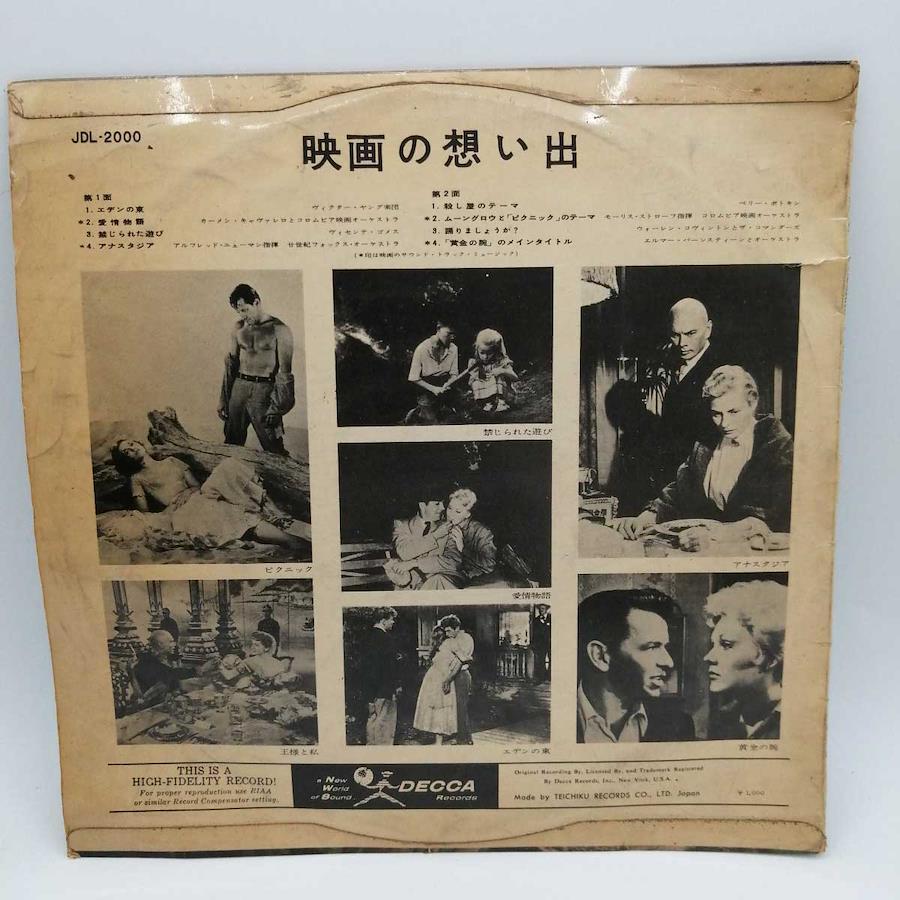 JDL-2000
映画の想い出
第1面
1. エデンの東 ヴィクター・ヤング楽団
*2. 愛情物語 カーメン・キャヴァレロとコロムビア映画オーケストラ
3. 禁じられた遊び ヴィセンテ・ゴメス
*4. アナスタジア アルフレッド・ニューマン指揮 廿世紀フォックス・オーケストラ
第2面
1. 殺し屋のテーマ ペリー・ボトキン
*2. ムーングロウと「ピクニック」のテーマ モーリス・ストローフ指揮 コロムビア映画オーケストラ
3. 踊りましょうか? ウォーレン・コヴィントンとザ・コマンダーズ
*4. 「黄金の腕」のメインタイトル エルマー・バーンスティーンとオーケストラ
(*印は映画のサウンド・トラック・ミュージック)
禁じられた遊び
ピクニック
アナスタジア
愛情物語
王様と私
エデンの東
黄金の腕
THIS IS A
HIGH-FIDELITY RECORD!
For proper reproduction use RIAA
or similar Record Compensator setting.
a New
World
of Sound
DECCA
Records
Original Recording By, Licensed By, and Trademark Registered
By Decca Records, Inc., New York, U.S.A.
Made by TEICHIKU RECORDS CO., LTD. Japan
¥1,000